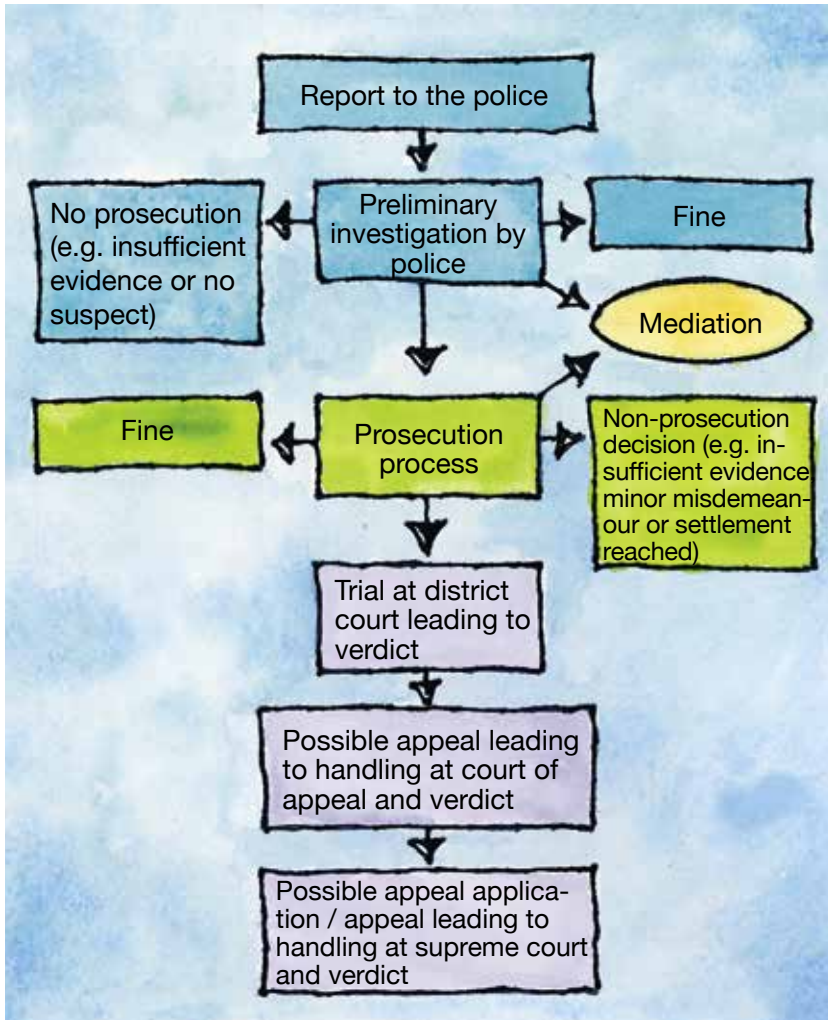 Report to the police
No prosecution
(e.g. insufficient
evidence or no
suspect)
Preliminary
investigation by
police
Fine
Mediation
Fine
Prosecution
process
Non-prosecution
decision (e.g. in-
sufficient evidence
minor misdemean-
our or settlement
reached)
Trial at district
court leading to
verdict
Possible appeal leading
to handling at court of
appeal and verdict
Possible appeal applica-
tion / appeal leading to
handling at supreme court
and verdict